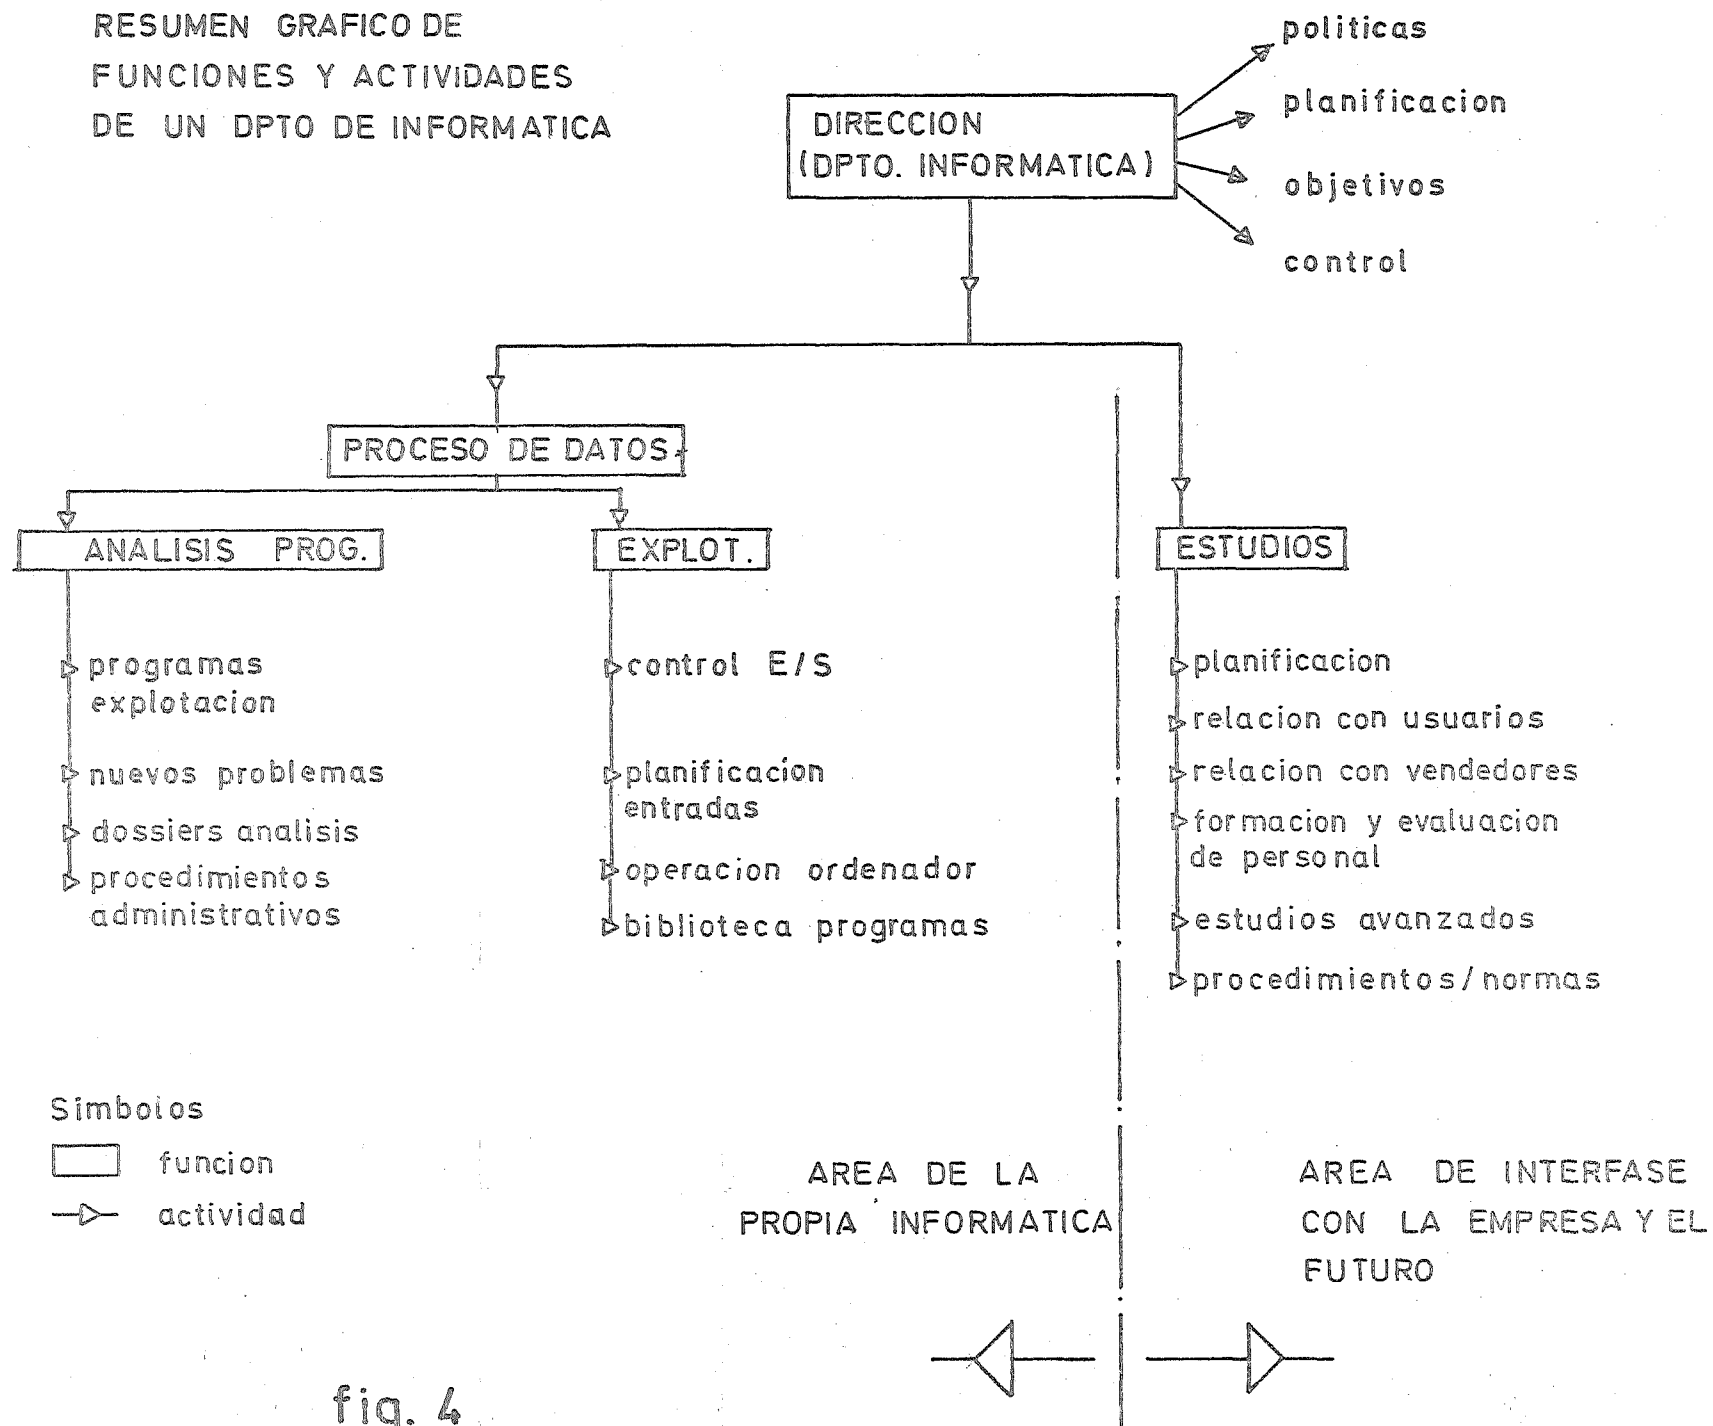 RESUMEN GRAFICO DE
FUNCIONES Y ACTIVIDADES
DE UN DPTO DE INFORMATICA
DIRECCION
(DPTO. INFORMATICA)
politicas
planificacion
objetivos
control
PROCESO DE DATOS.
ANALISIS PROG.
programas
explotacion
nuevos problemas
dossiers analisis
procedimientos
administrativos
EXPLOT.
control E/S
planificacion
entradas
operacion ordenador
biblioteca programas
ESTUDIOS
planificacion
relacion con usuarios
relacion con vendedores
formacion y evaluacion
de personal
estudios avanzados
procedimientos/normas
Simbolos
funcion
actividad
AREA DE LA
PROPIA INFORMATICA
AREA DE INTERFASE
CON LA EMPRESA Y EL
FUTURO
fig. 4